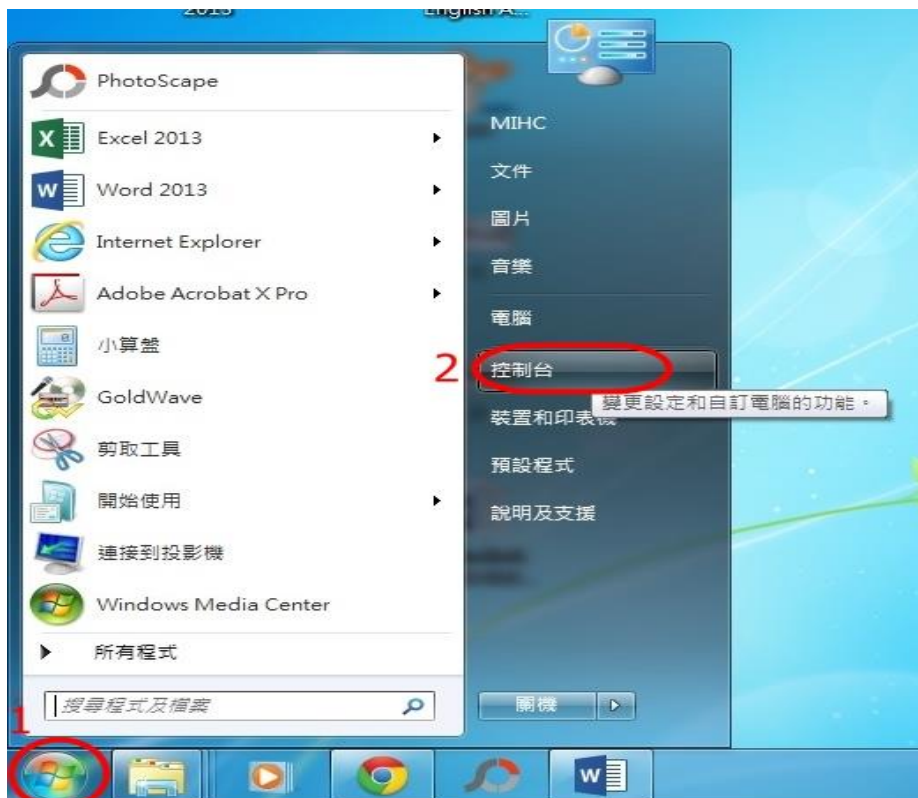 2013
English A...
PhotoScape
Excel 2013
Word 2013
Internet Explorer
Adobe Acrobat X Pro
小算盤
GoldWave
剪取工具
開始使用
連接到投影機
Windows Media Center
所有程式
搜尋程式及檔案
1
MIHC
文件
圖片
音樂
電腦
2
控制台
變更設定和自訂電腦的功能。
裝置和印表機
預設程式
說明及支援
關機